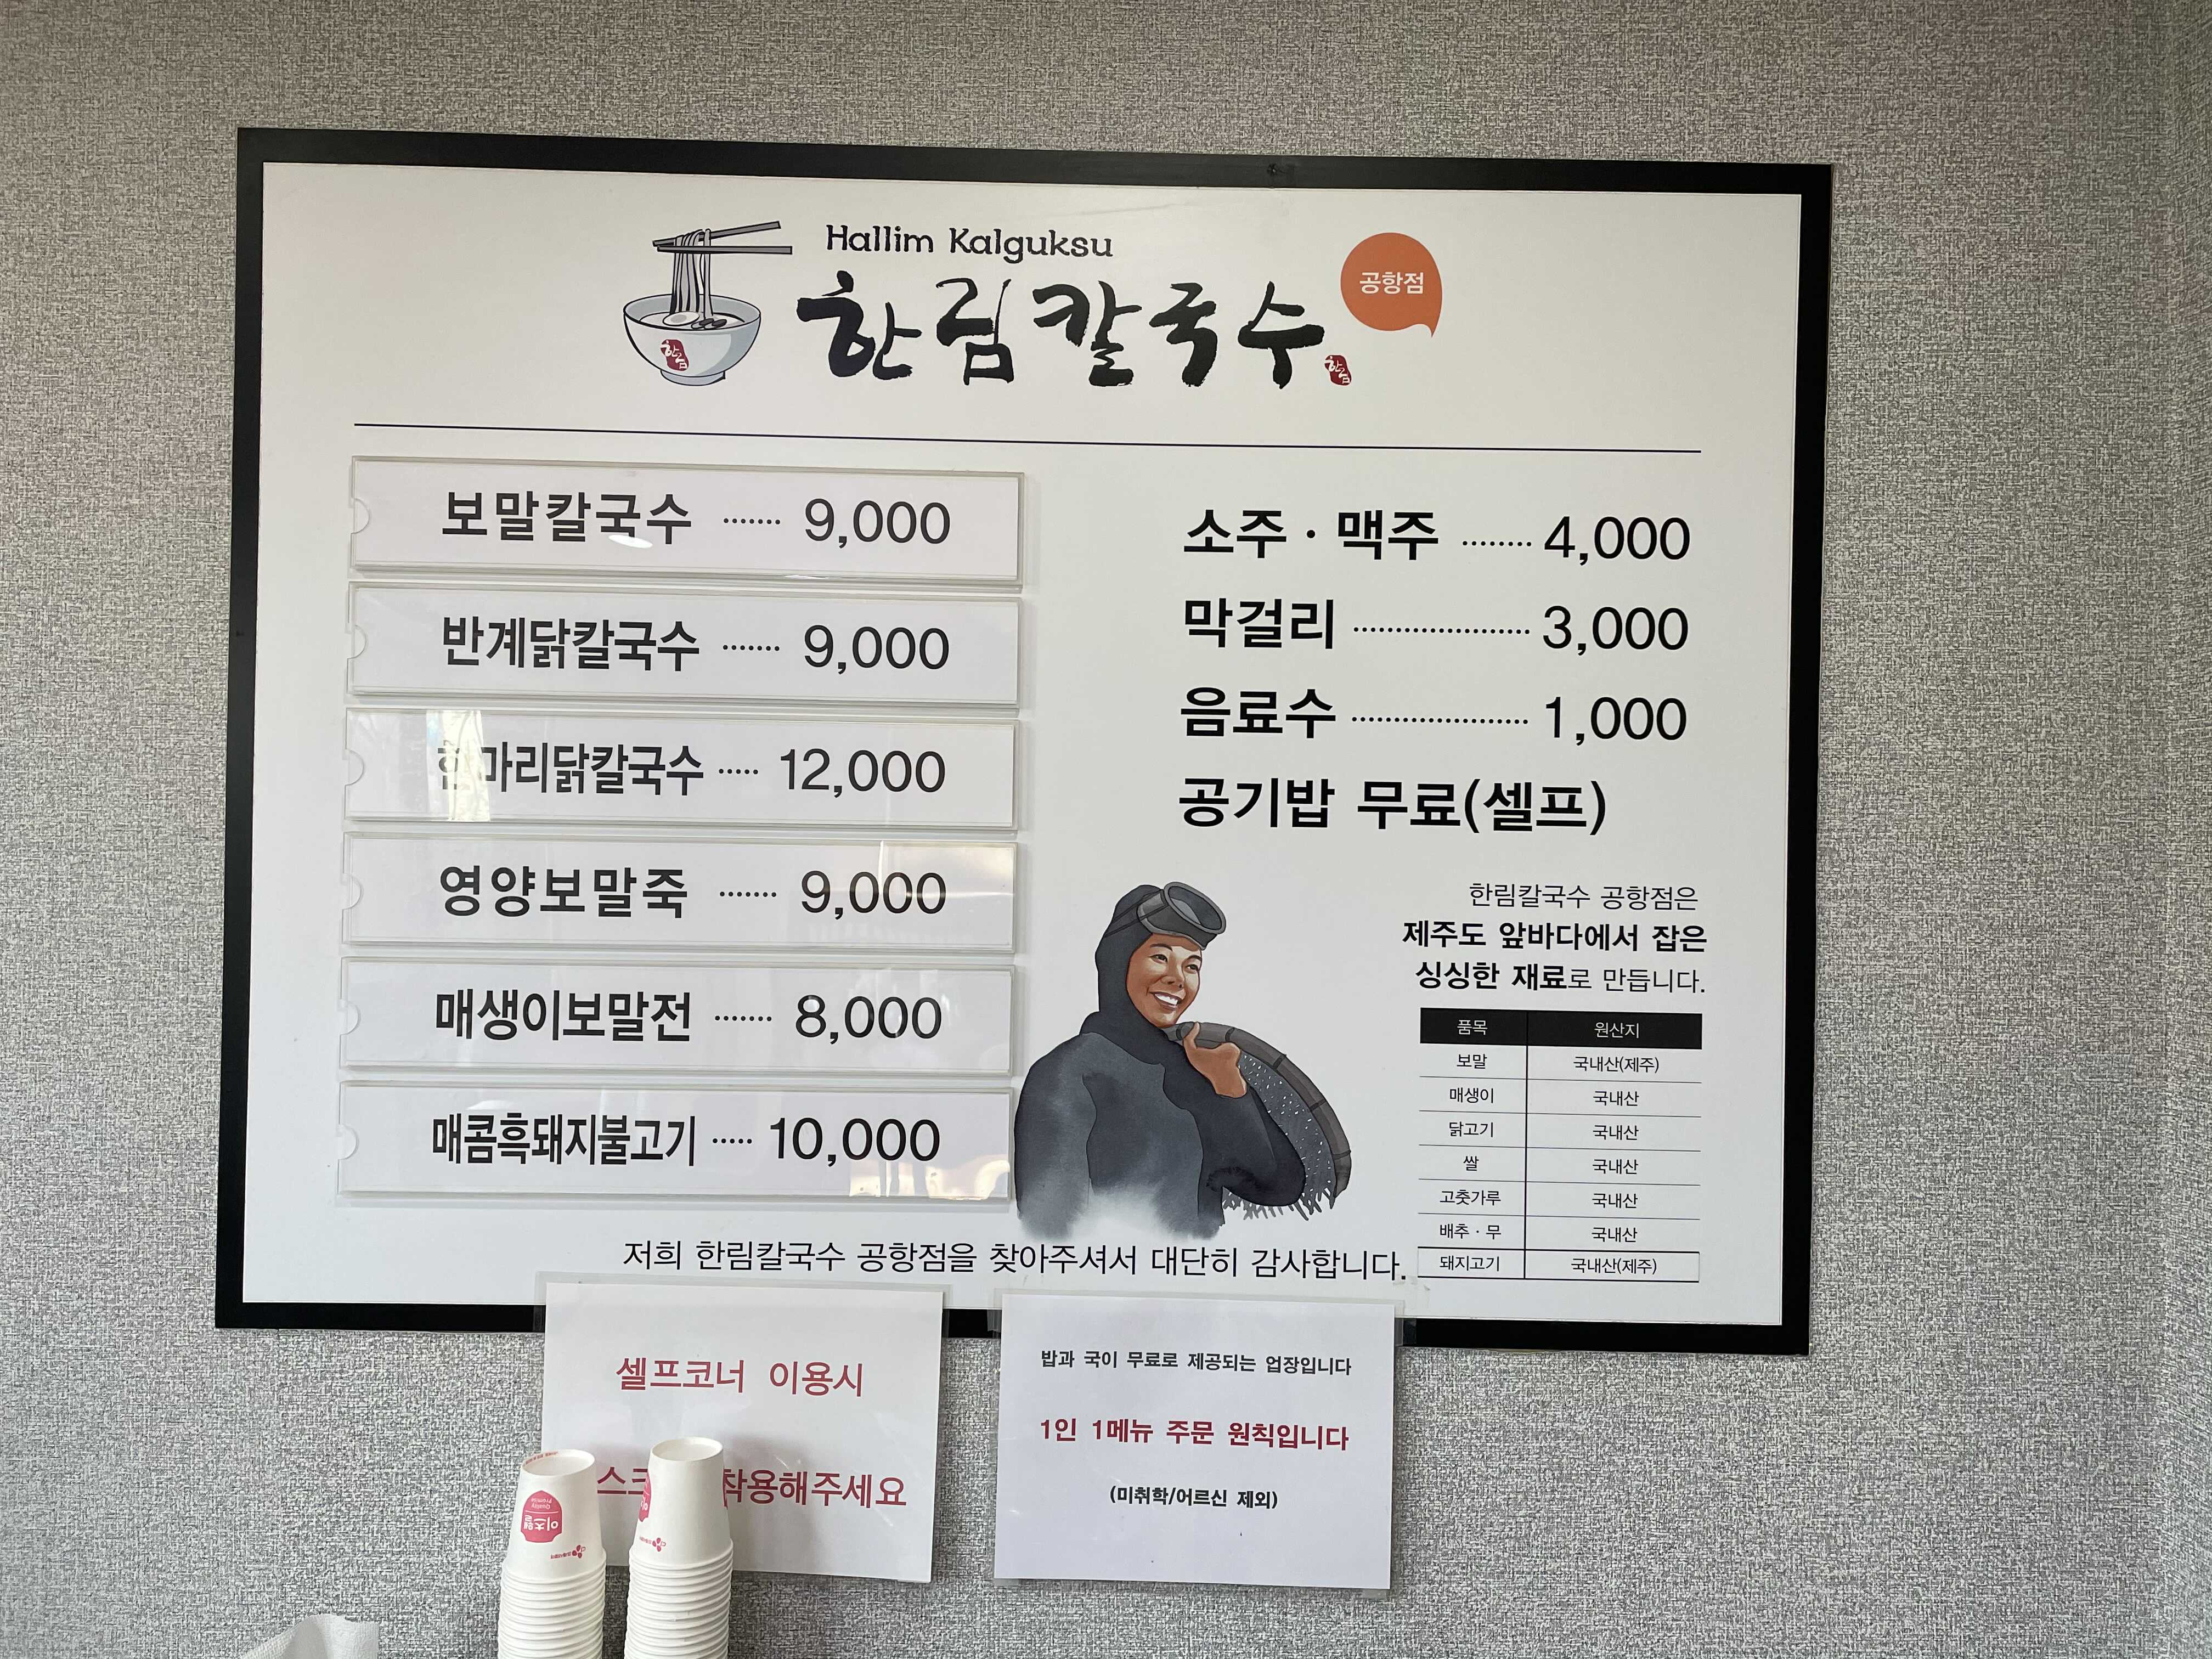 Hallim Kalguksu
한림칼국수
공항점
한림
한림
보말칼국수 ······· 9,000
반계닭칼국수 ······· 9,000
한마리닭칼국수 ····· 12,000
영양보말죽 ······· 9,000
매생이보말전 ······· 8,000
매콤흑돼지불고기 ····· 10,000
소주 · 맥주 ········ 4,000
막걸리 ····················· 3,000
음료수 ····················· 1,000
공기밥 무료(셀프)
한림칼국수 공항점은
제주도 앞바다에서 잡은
싱싱한 재료로 만듭니다.
품목 원산지
보말 국내산(제주)
매생이 국내산
닭고기 국내산
쌀 국내산
고춧가루 국내산
배추 · 무 국내산
돼지고기 국내산(제주)
저희 한림칼국수 공항점을 찾아주셔서 대단히 감사합니다.
셀프코너 이용시
착용해주세요
밥과 국이 무료로 제공되는 업장입니다
1인 1메뉴 주문 원칙입니다
(미취학/어르신 제외)
이츠웰
Quality